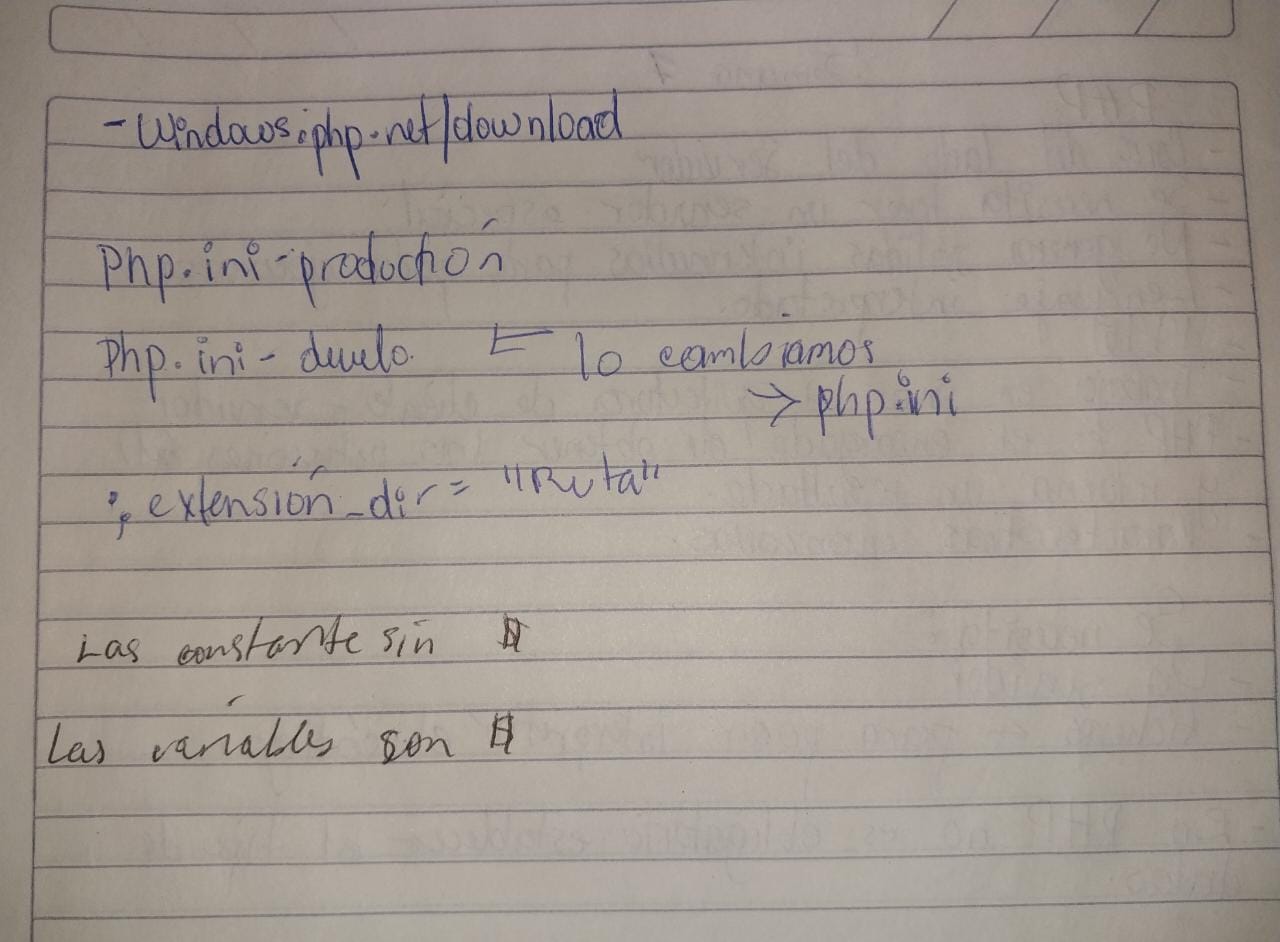 - Windows.php.net/download
Php.ini-producción
Php.ini - develo. ← lo cambiamos
→ php.ini
; extensión_dir = "Ruta"
Las constante sin $
Las variables son $